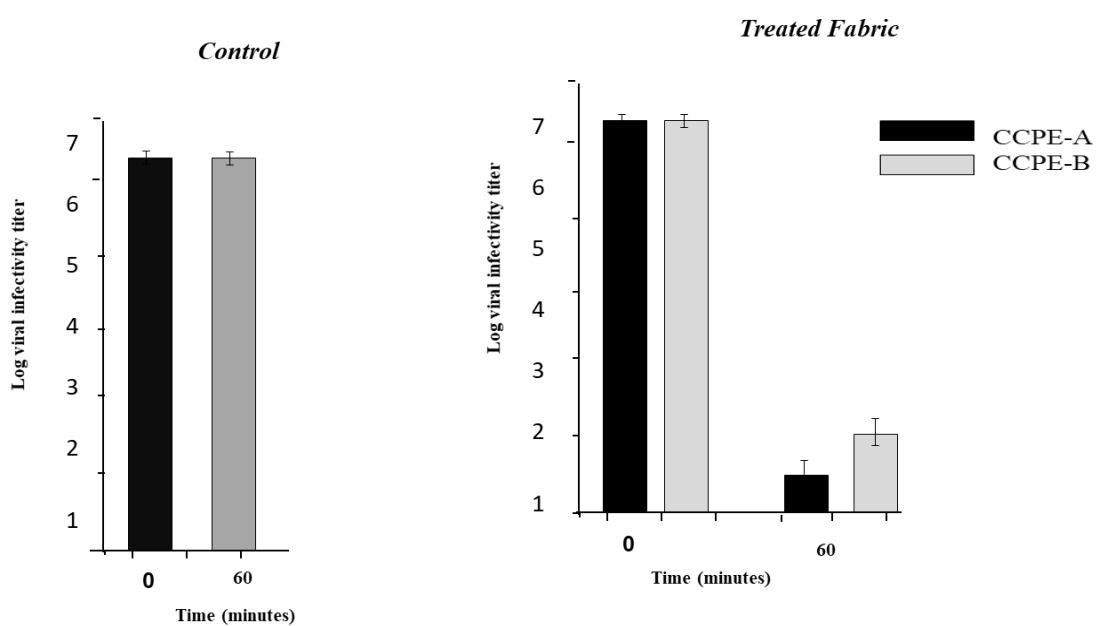 Control
Log viral infectivity titer
7
6
5
4
3
2
1
0
60
Time (minutes)
Treated Fabric
Log viral infectivity titer
7
6
5
4
3
2
1
0
60
Time (minutes)
CCPE-A
CCPE-B